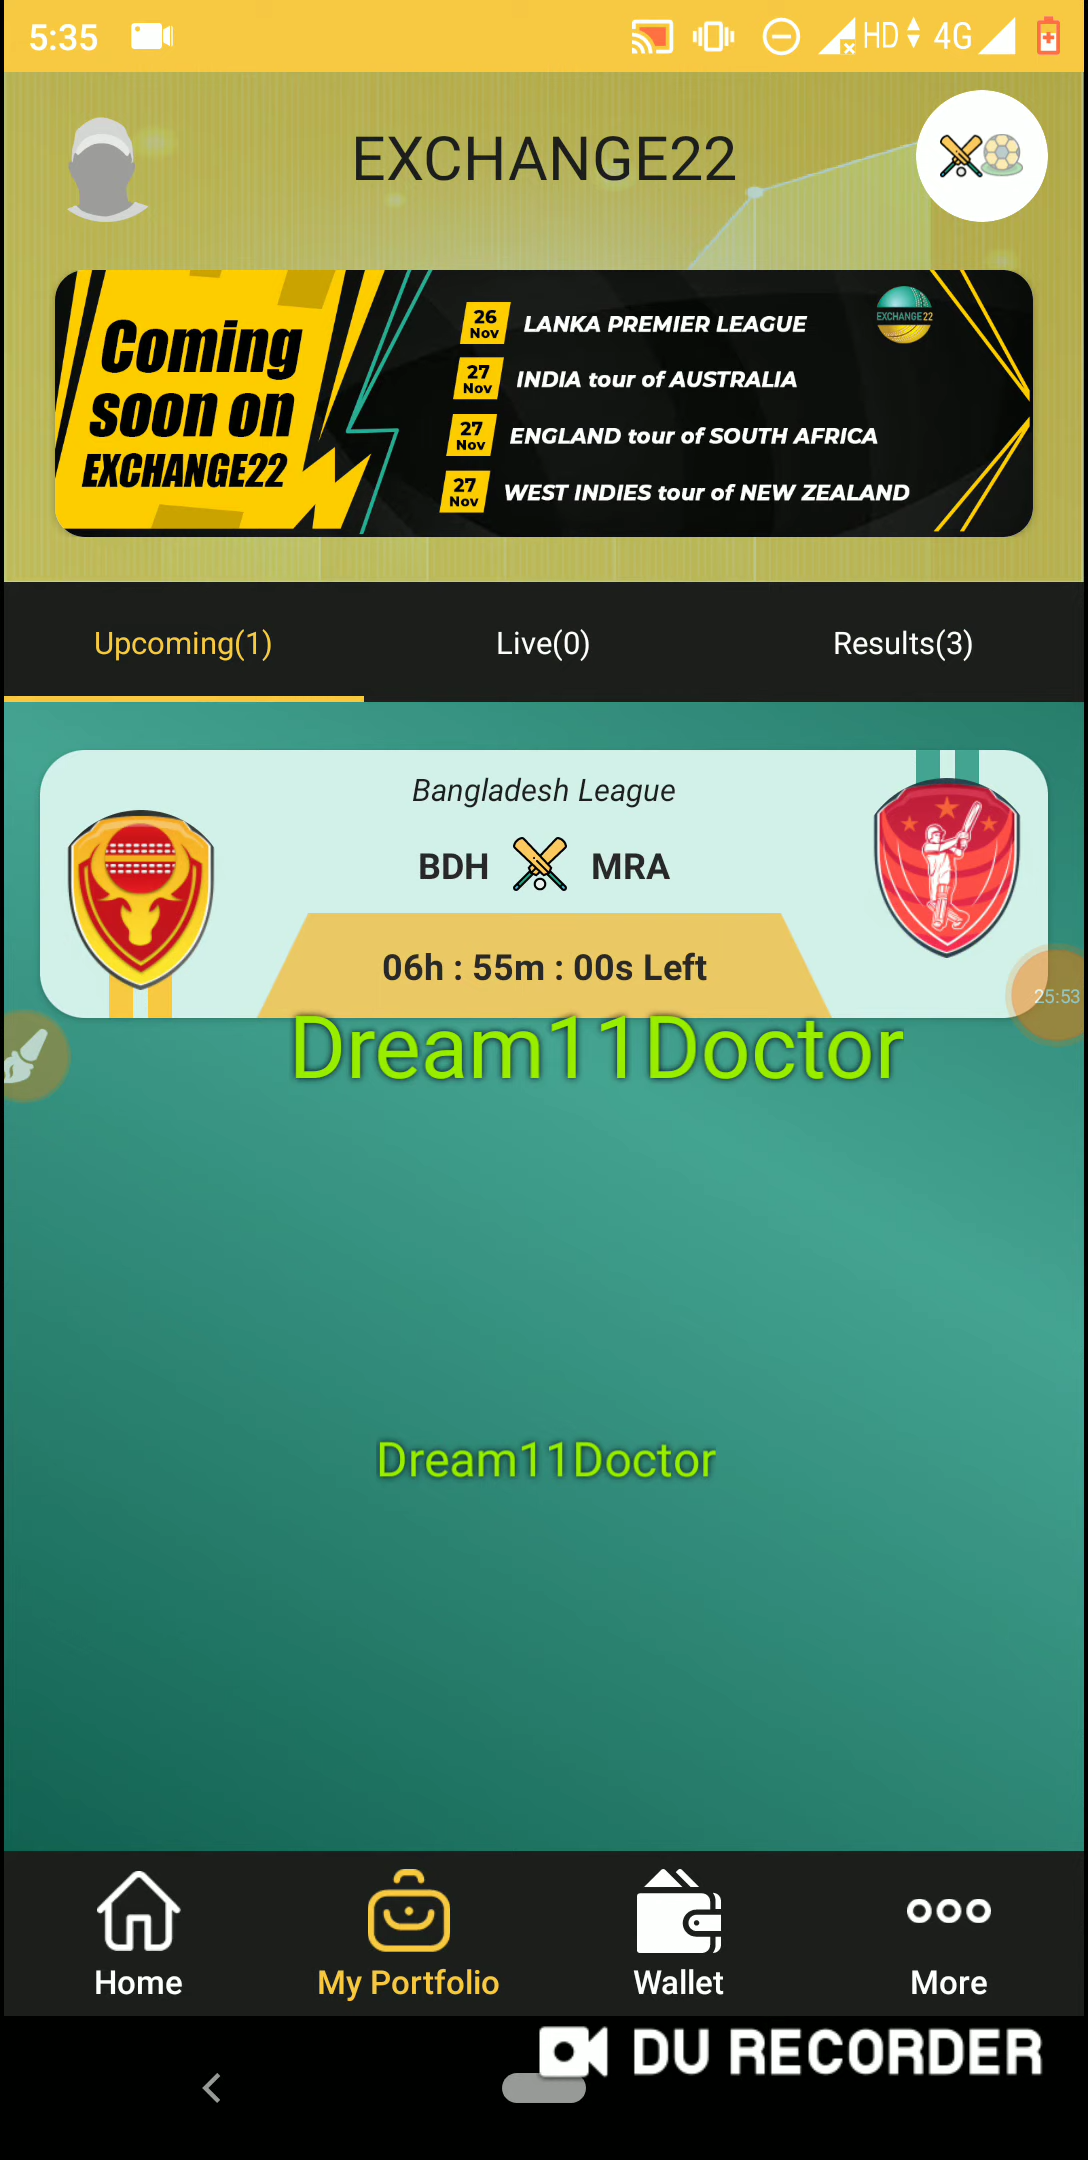 5:35 HD 4G
EXCHANGE22
Coming
soon on
EXCHANGE22
26
Nov
LANKA PREMIER LEAGUE
27
Nov
INDIA tour of AUSTRALIA
27
Nov
ENGLAND tour of SOUTH AFRICA
27
Nov
WEST INDIES tour of NEW ZEALAND
EXCHANGE22
Upcoming(1) Live(0) Results(3)
Bangladesh League
BDH MRA
06h : 55m : 00s Left
25:53
Dream11Doctor
Dream11Doctor
Home My Portfolio Wallet More
DU RECORDER